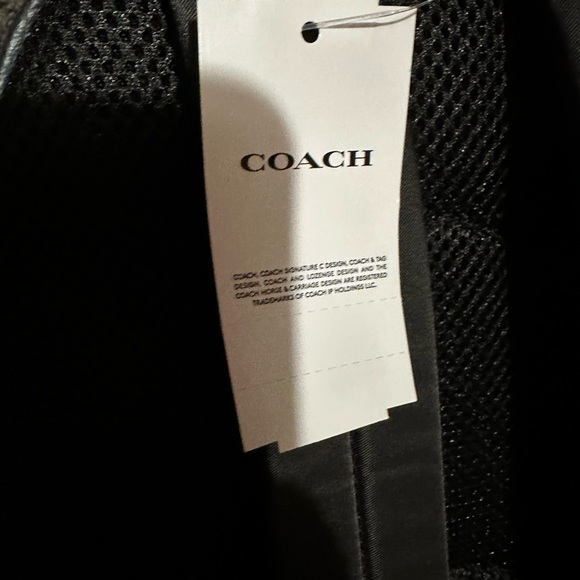 COACH
COACH, COACH SIGNATURE C DESIGN, COACH & TAG
DESIGN, COACH AND LOZENGE DESIGN AND THE
COACH HORSE & CARRIAGE DESIGN ARE REGISTERED
TRADEMARKS OF COACH IP HOLDINGS LLC.